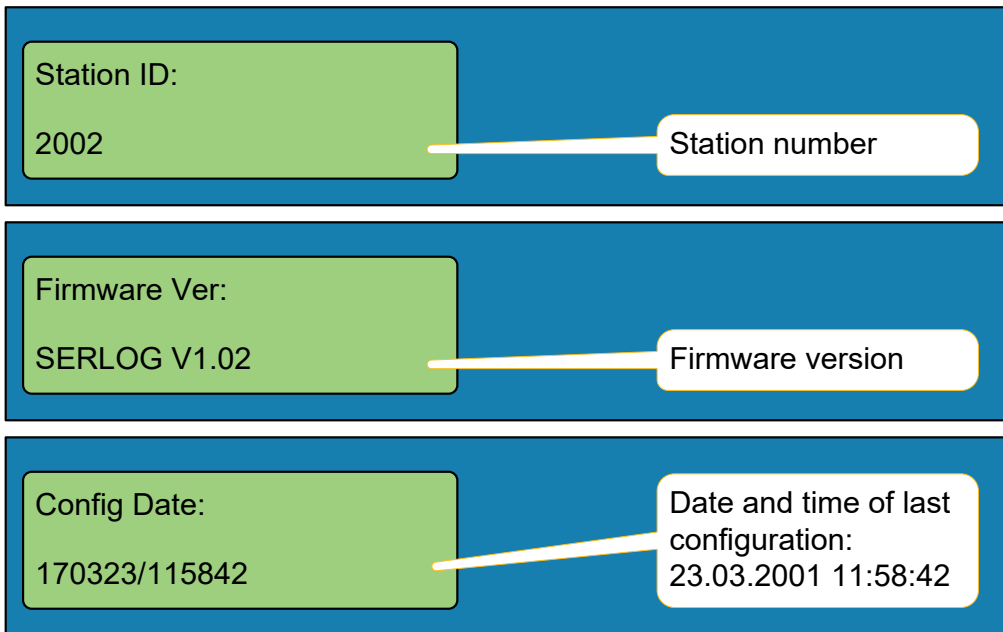 Station ID:
2002
Station number
Firmware Ver:
SERLOG V1.02
Firmware version
Config Date:
170323/115842
Date and time of last
configuration:
23.03.2001 11:58:42